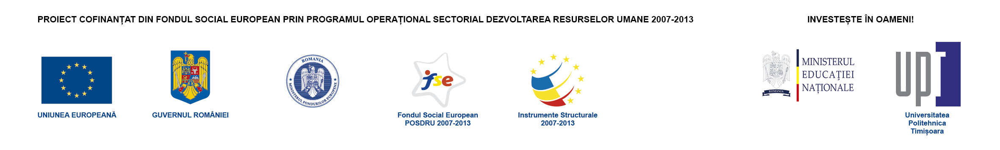 PROIECT COFINANȚAT DIN FONDUL SOCIAL EUROPEAN PRIN PROGRAMUL OPERAȚIONAL SECTORIAL DEZVOLTAREA RESURSELOR UMANE 2007-2013
INVESTEȘTE ÎN OAMENI!
UNIUNEA EUROPEANĂ
GUVERNUL ROMÂNIEI
ROMANIA
MINISTERUL FONDURILOR EUROPENE
fse
Fondul Social European
POSDRU 2007-2013
Instrumente Structurale
2007-2013
ROMANIA
MINISTERUL
EDUCAȚIEI
NAȚIONALE
UPT
Universitatea
Politehnica
Timișoara